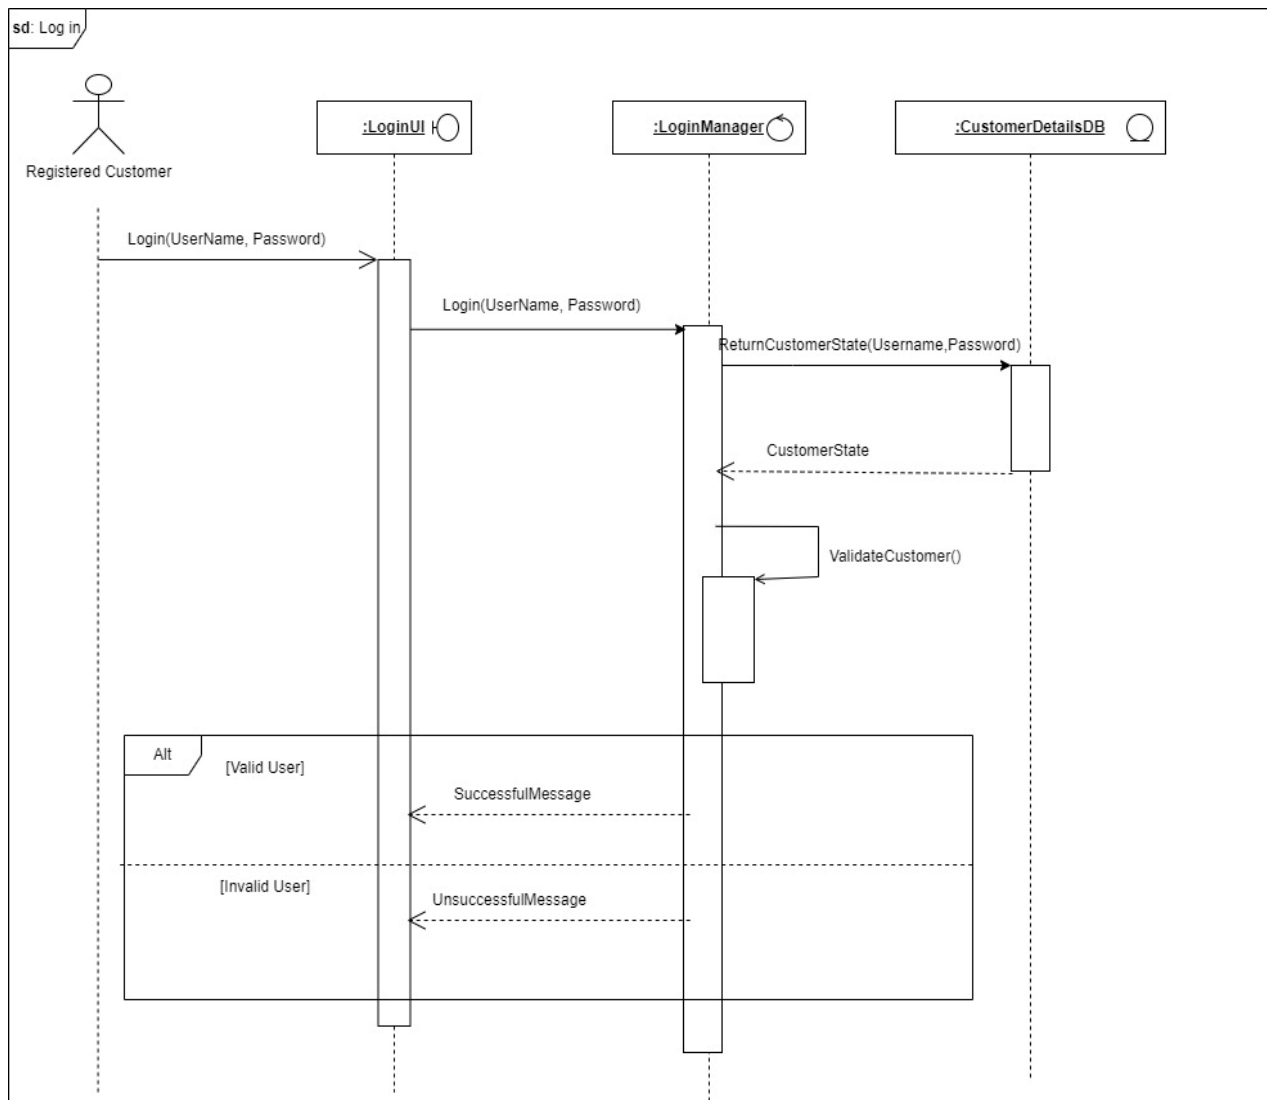 sd: Log in
:LoginUI
:LoginManager
:CustomerDetailsDB
Registered Customer
Login(UserName, Password)
Login(UserName, Password)
ReturnCustomerState(Username,Password)
CustomerState
ValidateCustomer()
Alt
[Valid User]
SuccessfulMessage
[Invalid User]
UnsuccessfulMessage